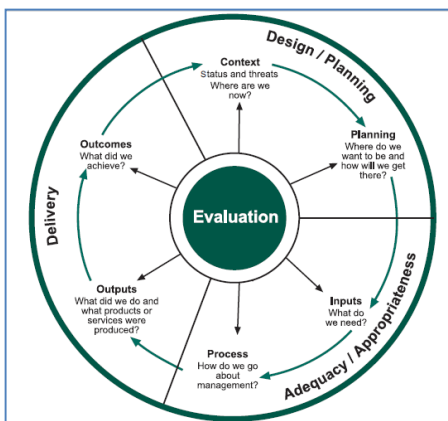 Design / Planning
Context
Status and threats
Where are we
now?
Planning
Where do we
want to be and
how will we get
there?
Evaluation
Inputs
What do
we need?
Adequacy / Appropriateness
Process
How do we go
about
management?
Outputs
What did we do and
what products or
services were
produced?
Delivery
Outcomes
What did we
achieve?